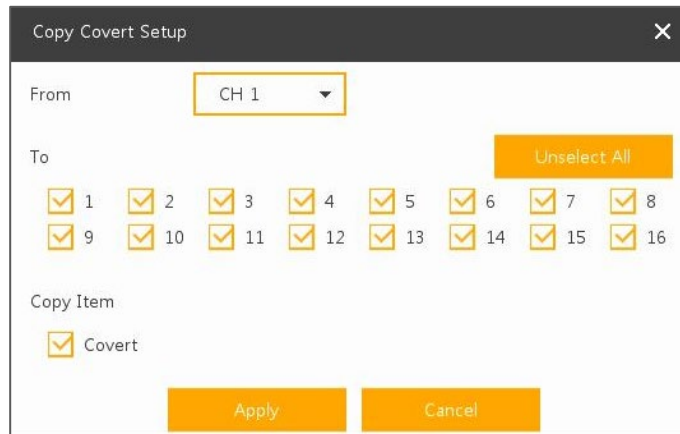 Copy Covert Setup
From CH 1
To Unselect All
1 2 3 4 5 6 7 8
9 10 11 12 13 14 15 16
Copy Item
Covert
Apply Cancel